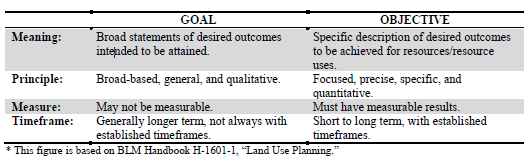 GOAL OBJECTIVE
Meaning: Broad statements of desired outcomes Specific description of desired outcomes
intended to be attained. to be achieved for resources/resource
uses.
Principle: Broad-based, general, and qualitative. Focused, precise, specific, and
quantitative.
Measure: May not be measurable. Must have measurable results.
Timeframe: Generally longer term, not always with Short to long term, with established
established timeframes. timeframes.
* This figure is based on BLM Handbook H-1601-1, “Land Use Planning.”